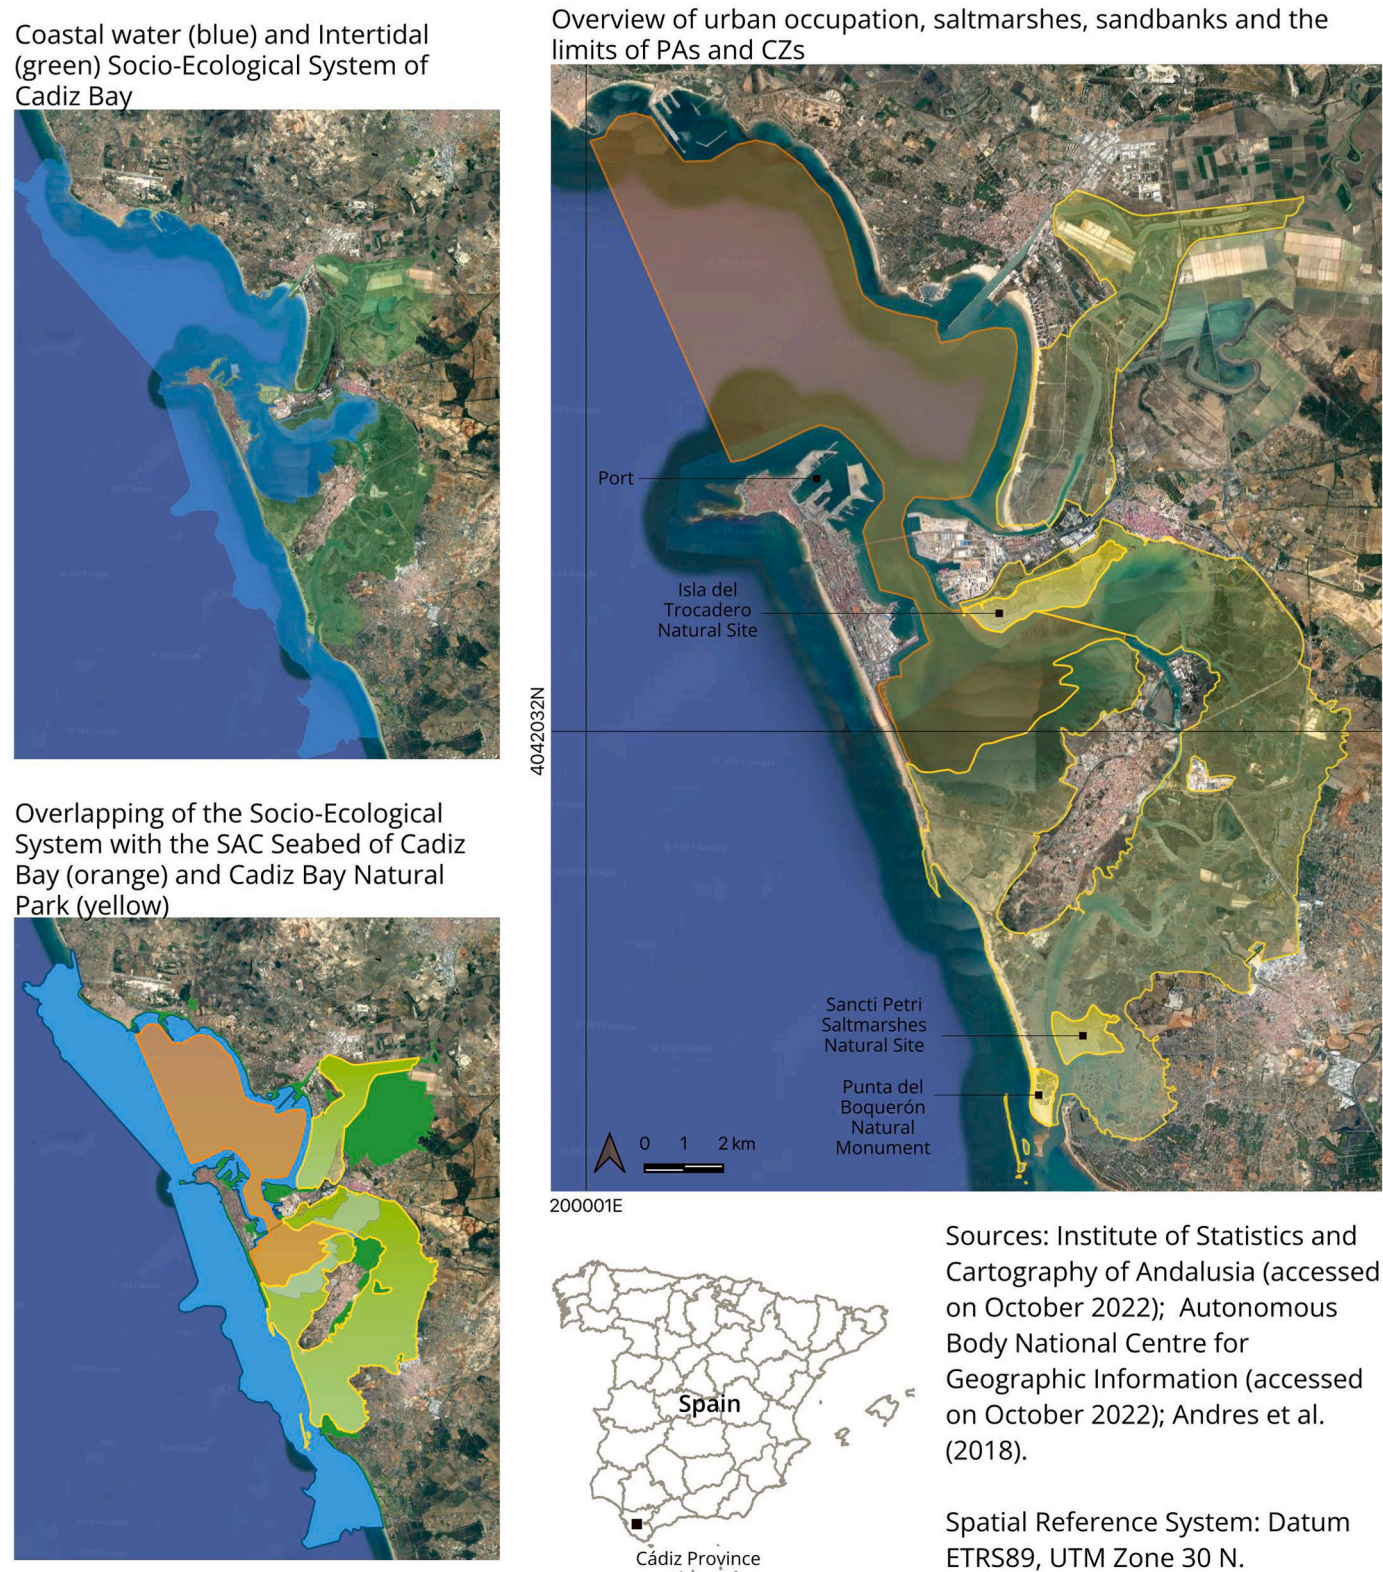 Coastal water (blue) and Intertidal
(green) Socio-Ecological System of
Cadiz Bay
Overlapping of the Socio-Ecological
System with the SAC Seabed of Cadiz
Bay (orange) and Cadiz Bay Natural
Park (yellow)
Overview of urban occupation, saltmarshes, sandbanks and the
limits of PAs and CZs
Port
Isla del
Trocadero
Natural Site
4042032N
Sancti Petri
Saltmarshes
Natural Site
Punta del
Boquerón
Natural
Monument
0 1 2 km
200001E
Spain
Cádiz Province
Sources: Institute of Statistics and
Cartography of Andalusia (accessed
on October 2022); Autonomous
Body National Centre for
Geographic Information (accessed
on October 2022); Andres et al.
(2018).
Spatial Reference System: Datum
ETRS89, UTM Zone 30 N.